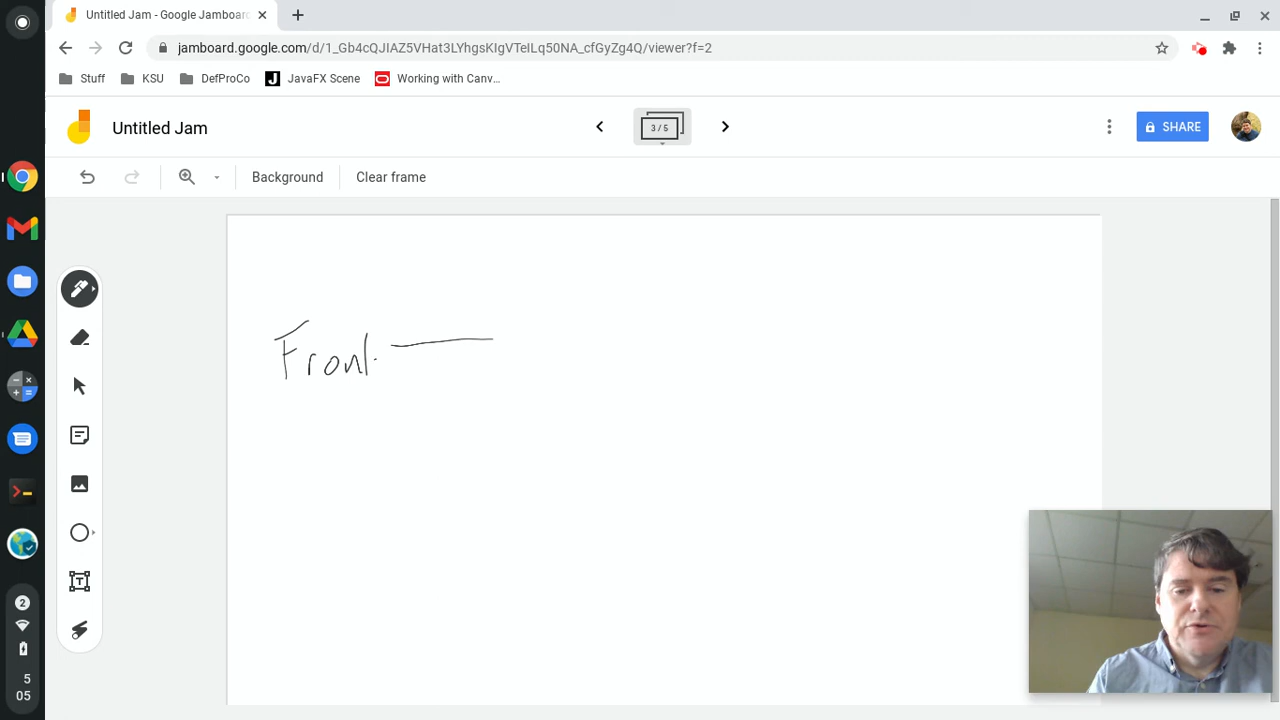 Untitled Jam - Google Jamboard
jamboard.google.com/d/1_Gb4cQJIAZ5VHat3LYhgsKIgVTeILq50NA_cfGyZg4Q/viewer?f=2
Stuff KSU DefProCo JavaFX Scene Working with Canv...
Untitled Jam 3 / 5 SHARE
Background Clear frame
Front
2
5
05